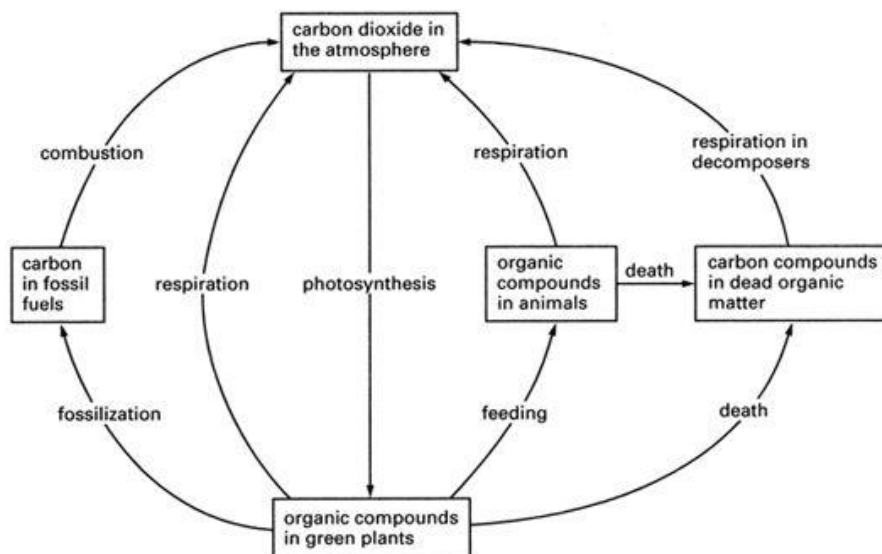 carbon dioxide in
the atmosphere
combustion
respiration
respiration in
decomposers
carbon
in fossil
fuels
respiration
photosynthesis
organic
compounds
in animals
death
carbon compounds
in dead organic
matter
fossilization
feeding
death
organic compounds
in green plants